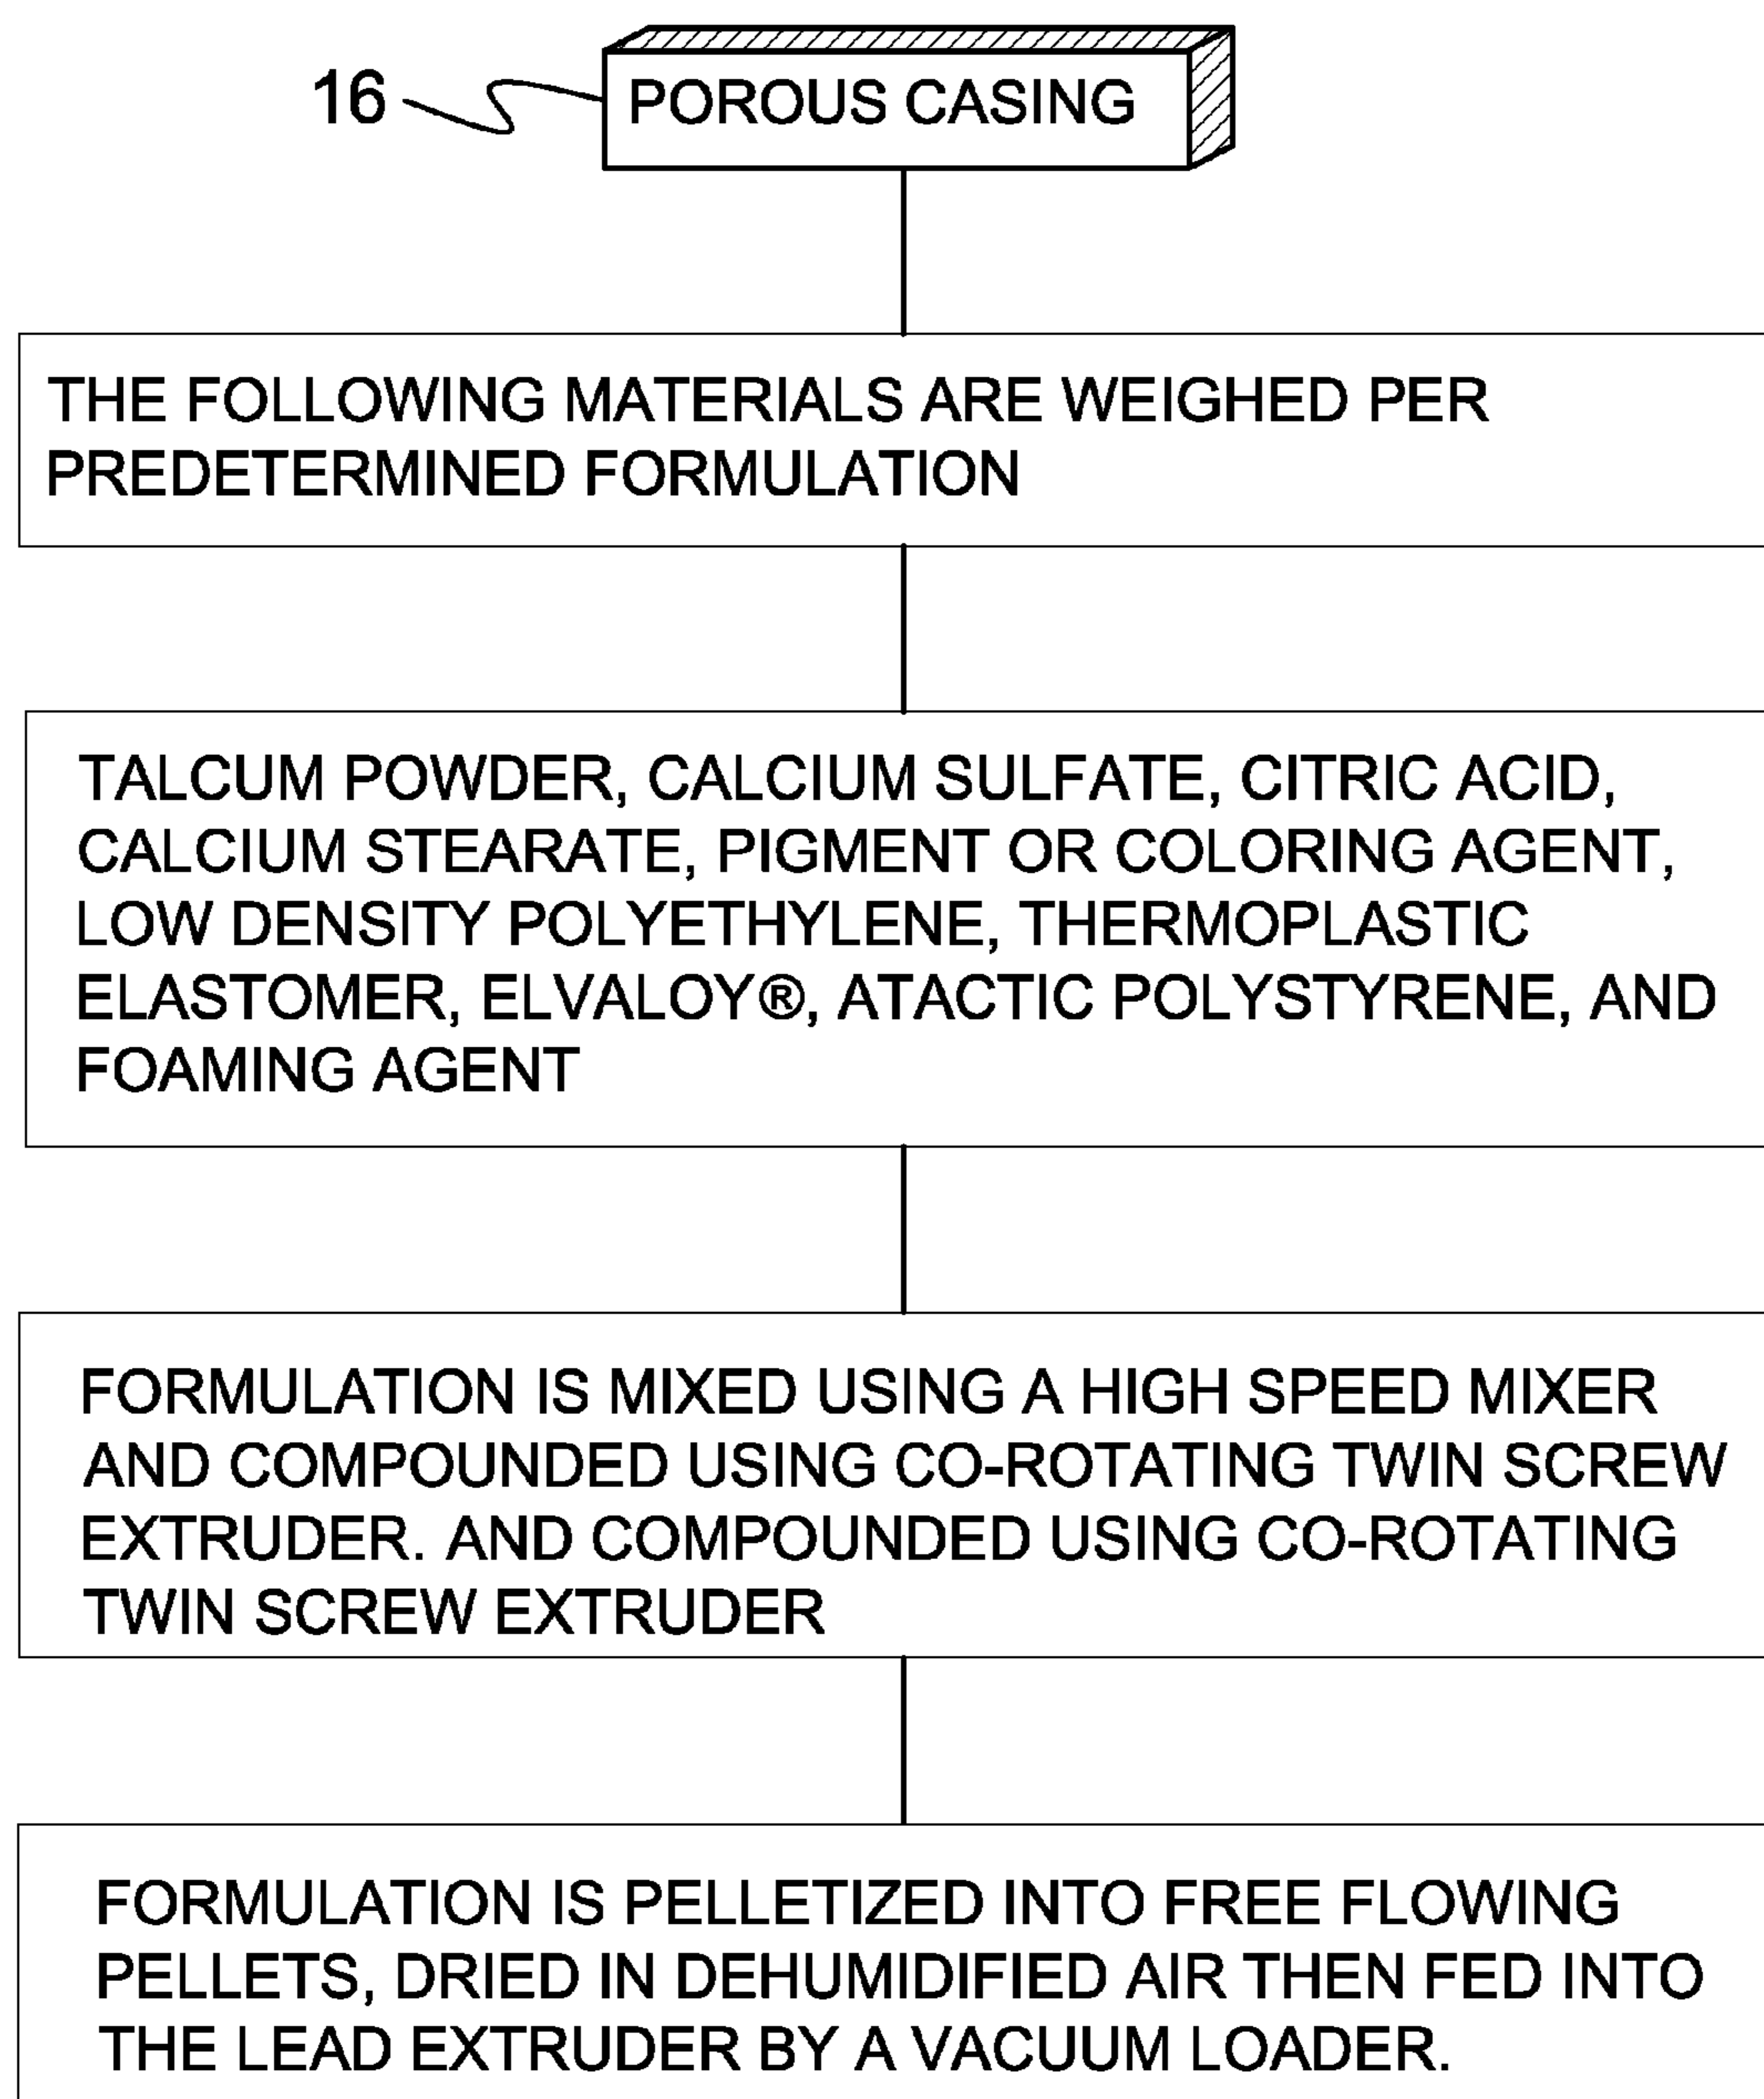 16 POROUS CASING
THE FOLLOWING MATERIALS ARE WEIGHED PER
PREDETERMINED FORMULATION
TALCUM POWDER, CALCIUM SULFATE, CITRIC ACID,
CALCIUM STEARATE, PIGMENT OR COLORING AGENT,
LOW DENSITY POLYETHYLENE, THERMOPLASTIC
ELASTOMER, ELVALOY®, ATACTIC POLYSTYRENE, AND
FOAMING AGENT
FORMULATION IS MIXED USING A HIGH SPEED MIXER
AND COMPOUNDED USING CO-ROTATING TWIN SCREW
EXTRUDER. AND COMPOUNDED USING CO-ROTATING
TWIN SCREW EXTRUDER
FORMULATION IS PELLETIZED INTO FREE FLOWING
PELLETS, DRIED IN DEHUMIDIFIED AIR THEN FED INTO
THE LEAD EXTRUDER BY A VACUUM LOADER.